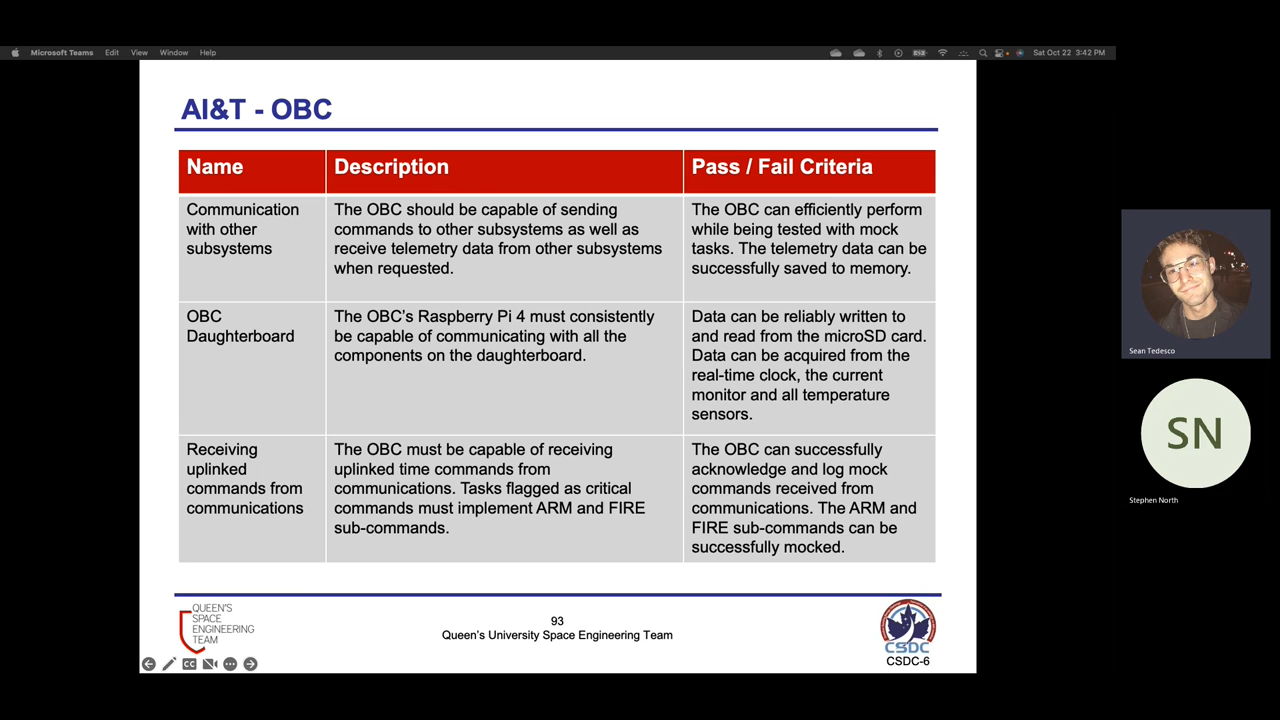 Microsoft Teams Edit View Window Help Sat Oct 22 3:42 PM
AI&T - OBC
Name Description Pass / Fail Criteria
Communication
with other
subsystems
The OBC should be capable of sending
commands to other subsystems as well as
receive telemetry data from other subsystems
when requested.
The OBC can efficiently perform
while being tested with mock
tasks. The telemetry data can be
successfully saved to memory.
OBC
Daughterboard
The OBC's Raspberry Pi 4 must consistently
be capable of communicating with all the
components on the daughterboard.
Data can be reliably written to
and read from the microSD card.
Data can be acquired from the
real-time clock, the current
monitor and all temperature
sensors.
Receiving
uplinked
commands from
communications
The OBC must be capable of receiving
uplinked time commands from
communications. Tasks flagged as critical
commands must implement ARM and FIRE
sub-commands.
The OBC can successfully
acknowledge and log mock
commands received from
communications. The ARM and
FIRE sub-commands can be
successfully mocked.
QUEEN'S
SPACE
ENGINEERING
TEAM
93
Queen's University Space Engineering Team
CSDC
CSDC-6
CC
Sean Tedesco
SN
Stephen North